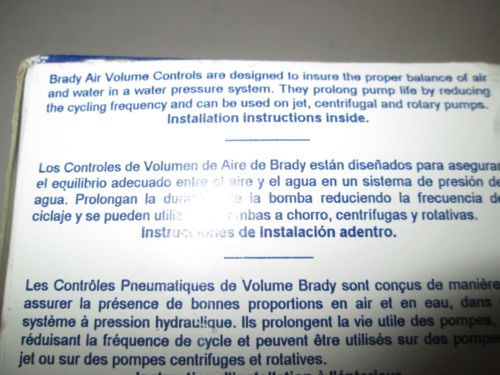 Brady Air Volume Controls are designed to insure the proper balance of air
and water in a water pressure system. They prolong pump life by reducing
the cycling frequency and can be used on jet, centrifugal and rotary pumps.
Installation instructions inside.
Los Controles de Volumen de Aire de Brady están diseñados para asegurar
el equilibrio adecuado entre el aire y el agua en un sistema de presión de
agua. Prolongan la de la bomba reduciendo la frecuencia de
ciclaje y se pueden a chorro, centrífugas y rotativas.
Instrucciones de instalación adentro.
Les Contrôles Pneumatiques de Volume Brady sont conçus de manière
assurer la présence de bonnes proportions en air et en eau, dans
système à pression hydraulique. Ils prolongent la vie utile des pompes,
réduisant la fréquence de cycle et peuvent être utilisés sur des pompes
jet ou sur des pompes centrifuges et rotatives.